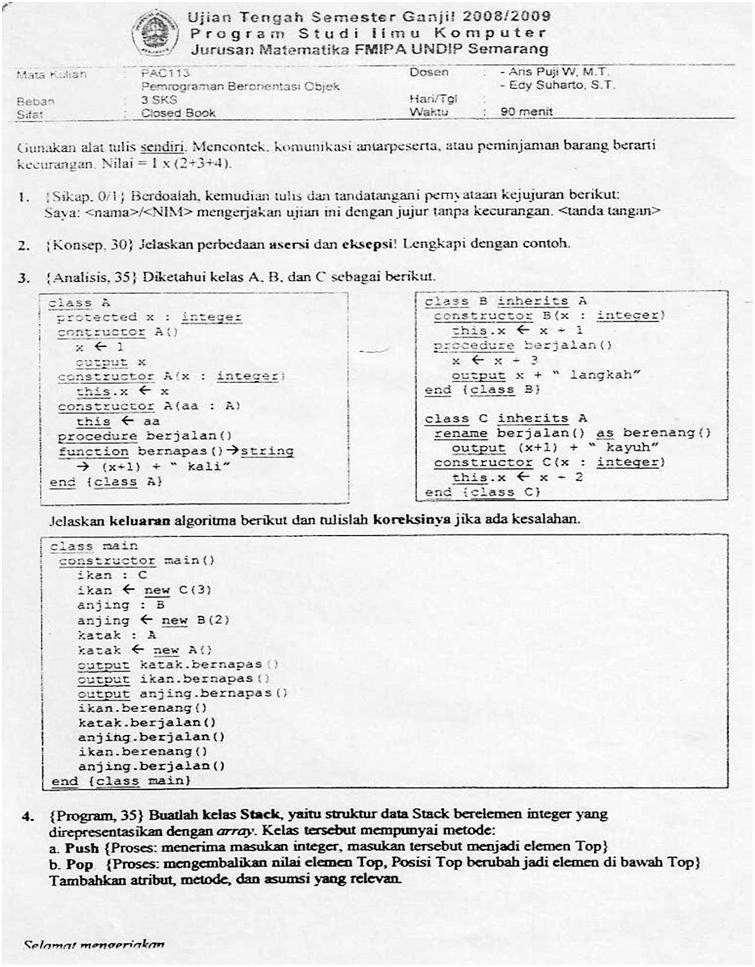 Ujian Tengah Semester Ganjil 2008/2009
Program Studi Ilmu Komputer
Jurusan Matematika FMIPA UNDIP Semarang
Mata Kuliah : PAC113 Dosen : - Aris Puji W, M.T.
Pemrograman Berorientasi Objek - Edy Suharto, S.T.
Beban : 3 SKS Hari/Tgl :
Sifat : Closed Book Waktu : 90 menit
Gunakan alat tulis sendiri. Mencontek, komunikasi antarpeserta, atau peminjaman barang berarti
kecurangan. Nilai = 1 x (2+3+4).
1. {Sikap, 0/1} Berdoalah, kemudian tulis dan tandatangani pernyataan kejujuran berikut:
Saya: <nama>/<NIM> mengerjakan ujian ini dengan jujur tanpa kecurangan. <tanda tangan>
2. {Konsep, 30} Jelaskan perbedaan asersi dan eksepsi! Lengkapi dengan contoh.
3. {Analisis, 35} Diketahui kelas A, B, dan C sebagai berikut.
class A
protected x : integer
contructor A()
x ← 1
output x
constructor A(x : integer)
this.x ← x
constructor A(aa : A)
this ← aa
procedure berjalan()
function bernapas()→string
→ (x+1) + " kali"
end {class A}
class B inherits A
constructor B(x : integer)
this.x ← x + 1
procedure berjalan()
x ← x + 3
output x + " langkah"
end {class B}
class C inherits A
rename berjalan() as berenang()
output (x+1) + " kayuh"
constructor C(x : integer)
this.x ← x + 2
end {class C}
Jelaskan keluaran algoritma berikut dan tulislah koreksinya jika ada kesalahan.
class main
constructor main()
ikan : C
ikan ← new C(3)
anjing : B
anjing ← new B(2)
katak : A
katak ← new A()
output katak.bernapas()
output ikan.bernapas()
output anjing.bernapas()
ikan.berenang()
katak.berjalan()
anjing.berjalan()
ikan.berenang()
anjing.berjalan()
end {class main}
4. {Program, 35} Buatlah kelas Stack, yaitu struktur data Stack berelemen integer yang
direpresentasikan dengan array. Kelas tersebut mempunyai metode:
a. Push {Proses: menerima masukan integer, masukan tersebut menjadi elemen Top}
b. Pop {Proses: mengembalikan nilai elemen Top, Posisi Top berubah jadi elemen di bawah Top}
Tambahkan atribut, metode, dan asumsi yang relevan.
Selamat mengerjakan